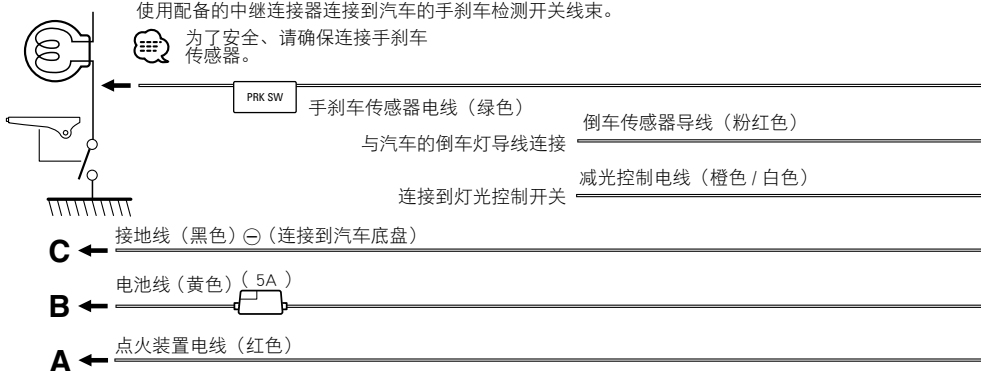 使用配备的中继连接器连接到汽车的手刹车检测开关线束。
为了安全、请确保连接手刹车
传感器。
PRK SW
手刹车传感器电线（绿色）
倒车传感器导线（粉红色）
与汽车的倒车灯导线连接
减光控制电线（橙色 / 白色）
连接到灯光控制开关
C 接地线（黑色）⊖（连接到汽车底盘）
B 电池线（黄色）（ 5A ）
A 点火装置电线（红色）